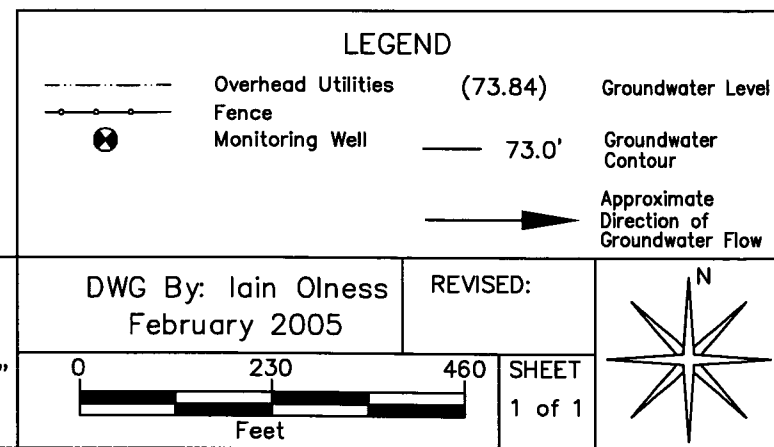 LEGEND
Overhead Utilities
Fence
Monitoring Well
(73.84) Groundwater Level
73.0' Groundwater
Contour
Approximate
Direction of
Groundwater Flow
DWG By: Iain Olness
February 2005
REVISED:
N
"
0 230 460
Feet
SHEET
1 of 1